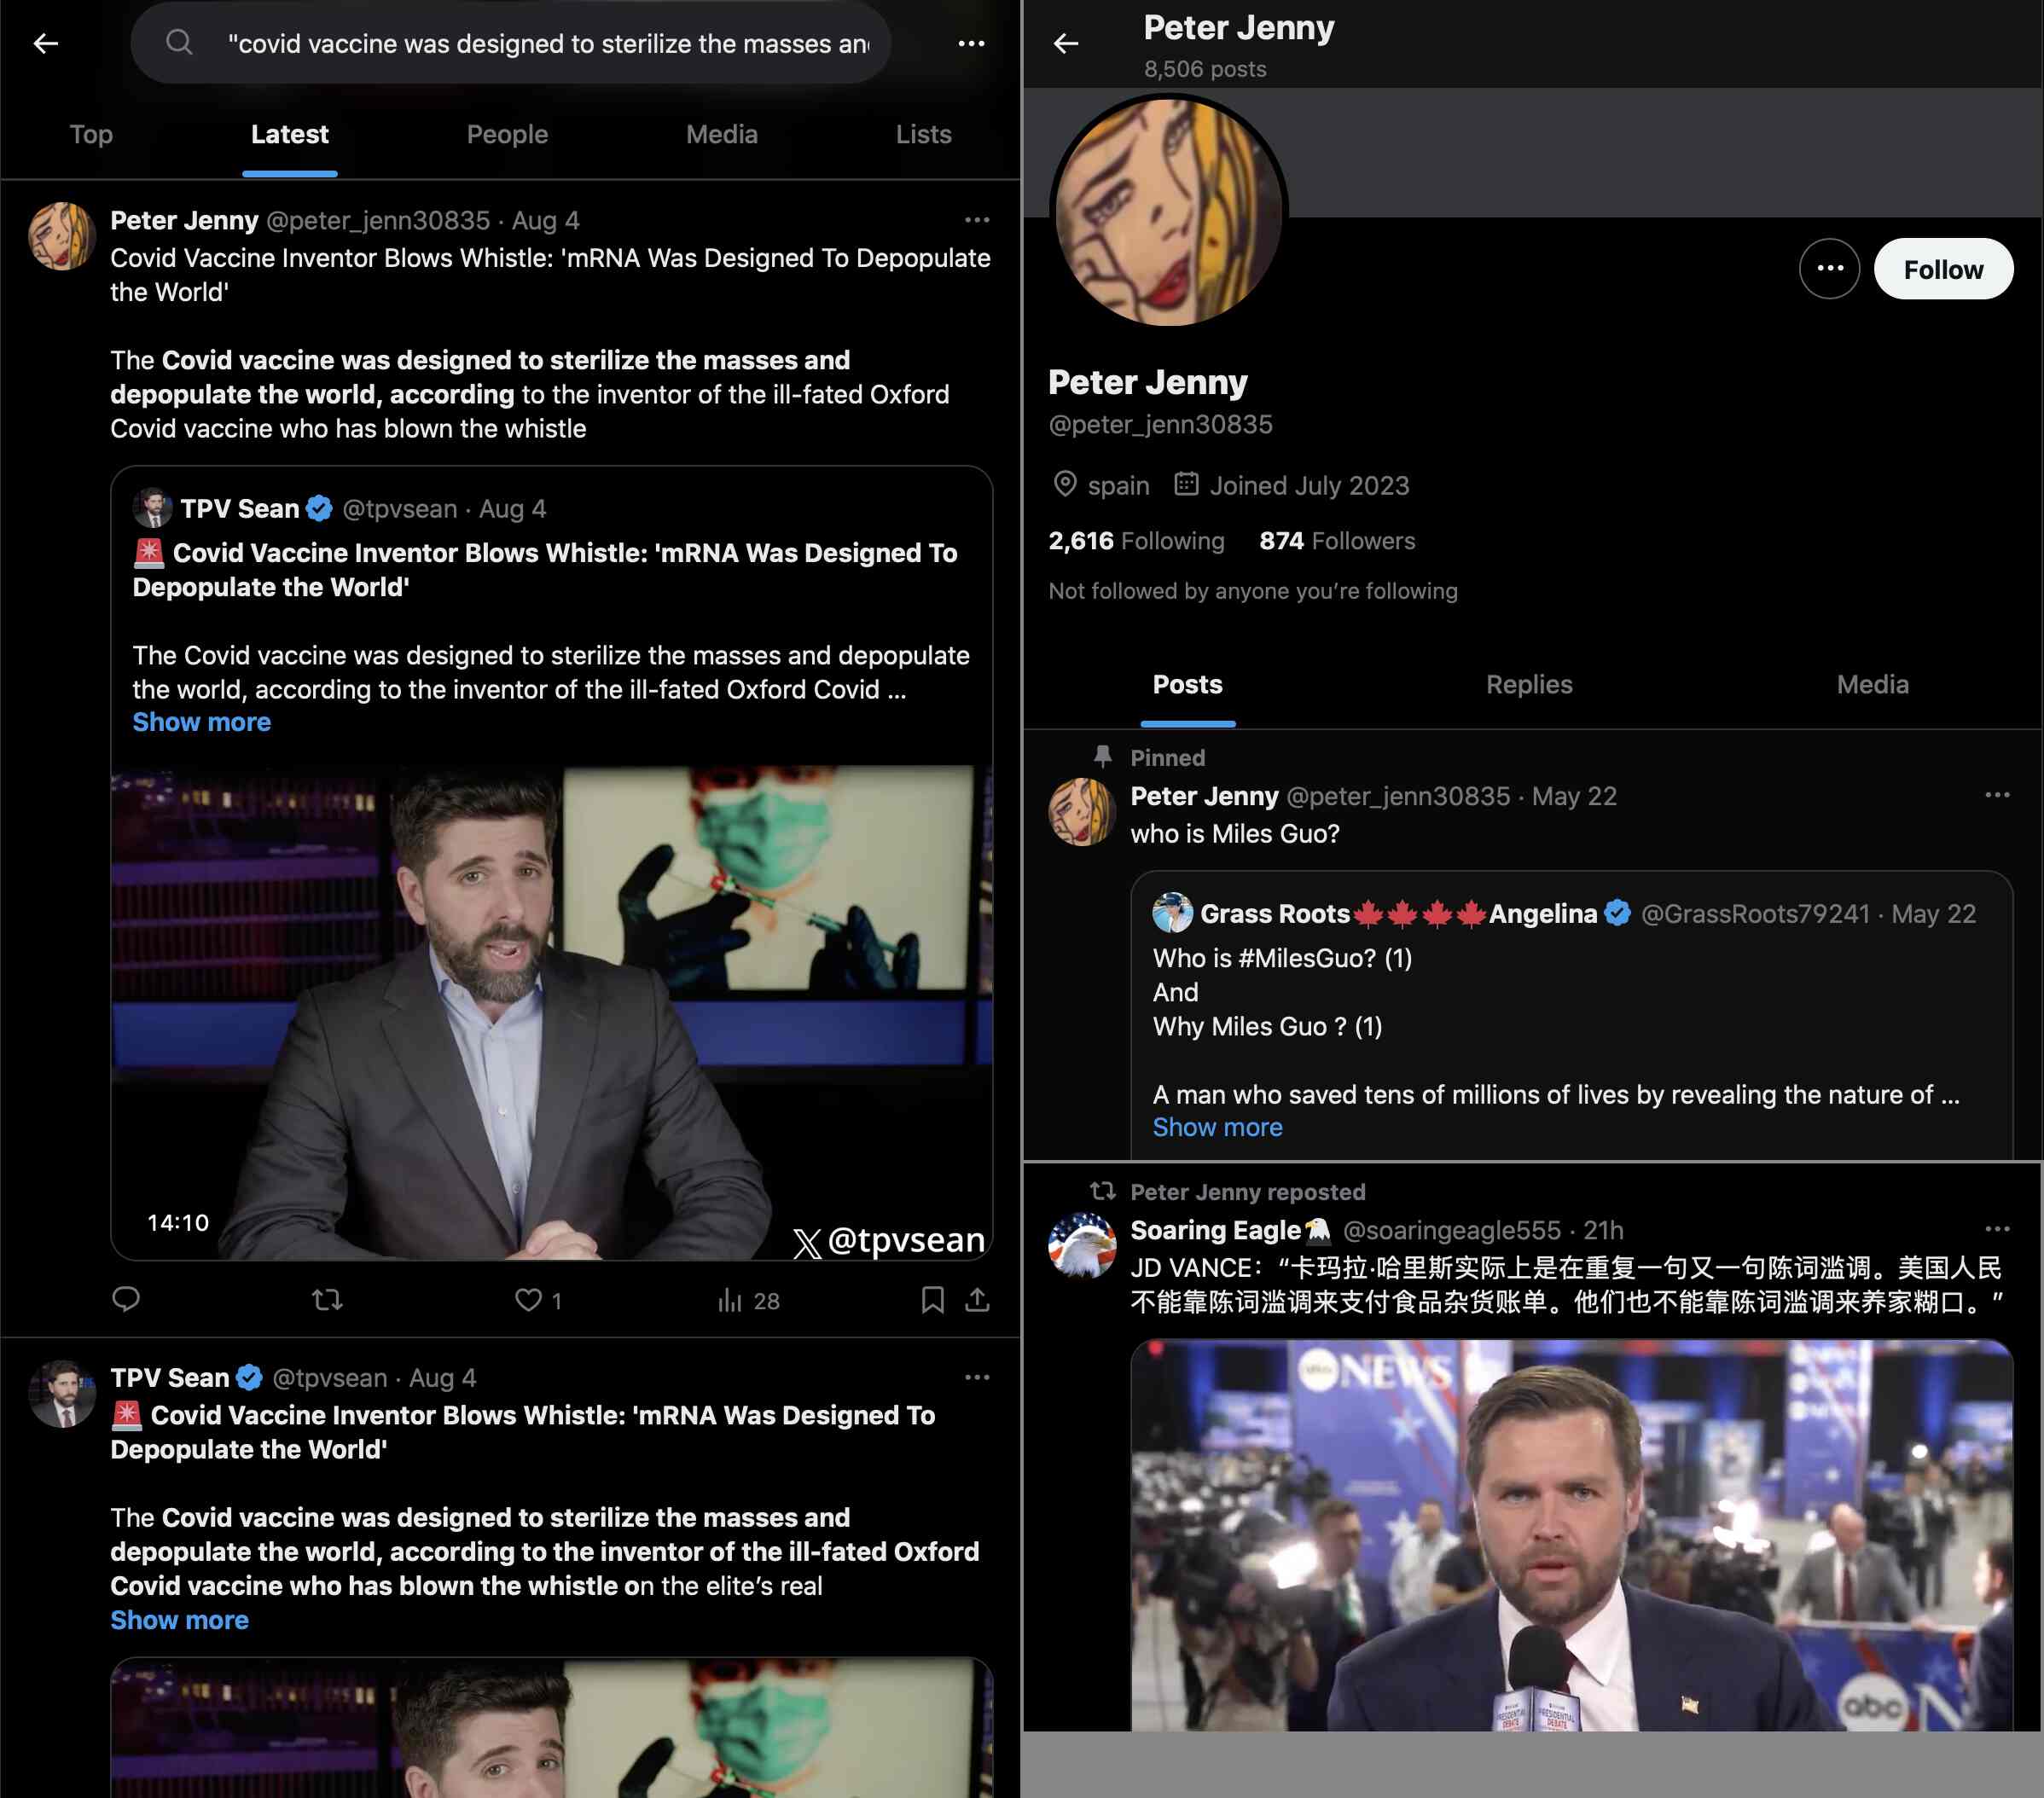 "covid vaccine was designed to sterilize the masses an
Top
Latest
People
Media
Lists
Peter Jenny @peter_jenn30835 · Aug 4
Covid Vaccine Inventor Blows Whistle: 'mRNA Was Designed To Depopulate
the World'
The Covid vaccine was designed to sterilize the masses and
depopulate the world, according to the inventor of the ill-fated Oxford
Covid vaccine who has blown the whistle
TPV Sean @tpvsean · Aug 4
🚨 Covid Vaccine Inventor Blows Whistle: 'mRNA Was Designed To
Depopulate the World'
The Covid vaccine was designed to sterilize the masses and depopulate
the world, according to the inventor of the ill-fated Oxford Covid ...
Show more
14:10
X @tpvsean
1
28
TPV Sean @tpvsean · Aug 4
🚨 Covid Vaccine Inventor Blows Whistle: 'mRNA Was Designed To
Depopulate the World'
The Covid vaccine was designed to sterilize the masses and
depopulate the world, according to the inventor of the ill-fated Oxford
Covid vaccine who has blown the whistle on the elite’s real
Show more
Peter Jenny
8,506 posts
Follow
Peter Jenny
@peter_jenn30835
spain Joined July 2023
2,616 Following 874 Followers
Not followed by anyone you’re following
Posts
Replies
Media
Pinned
Peter Jenny @peter_jenn30835 · May 22
who is Miles Guo?
Grass Roots🍁🍁🍁🍁Angelina @GrassRoots79241 · May 22
Who is #MilesGuo? (1)
And
Why Miles Guo ? (1)
A man who saved tens of millions of lives by revealing the nature of ...
Show more
Peter Jenny reposted
Soaring Eagle🦅 @soaringeagle555 · 21h
JD VANCE：“卡玛拉·哈里斯实际上是在重复一句又一句陈词滥调。美国人民
不能靠陈词滥调来支付食品杂货账单。他们也不能靠陈词滥调来养家糊口。”
NEWS
PRESIDENTIAL
DEBATE
PRESIDENTIAL
DEBATE
abc N